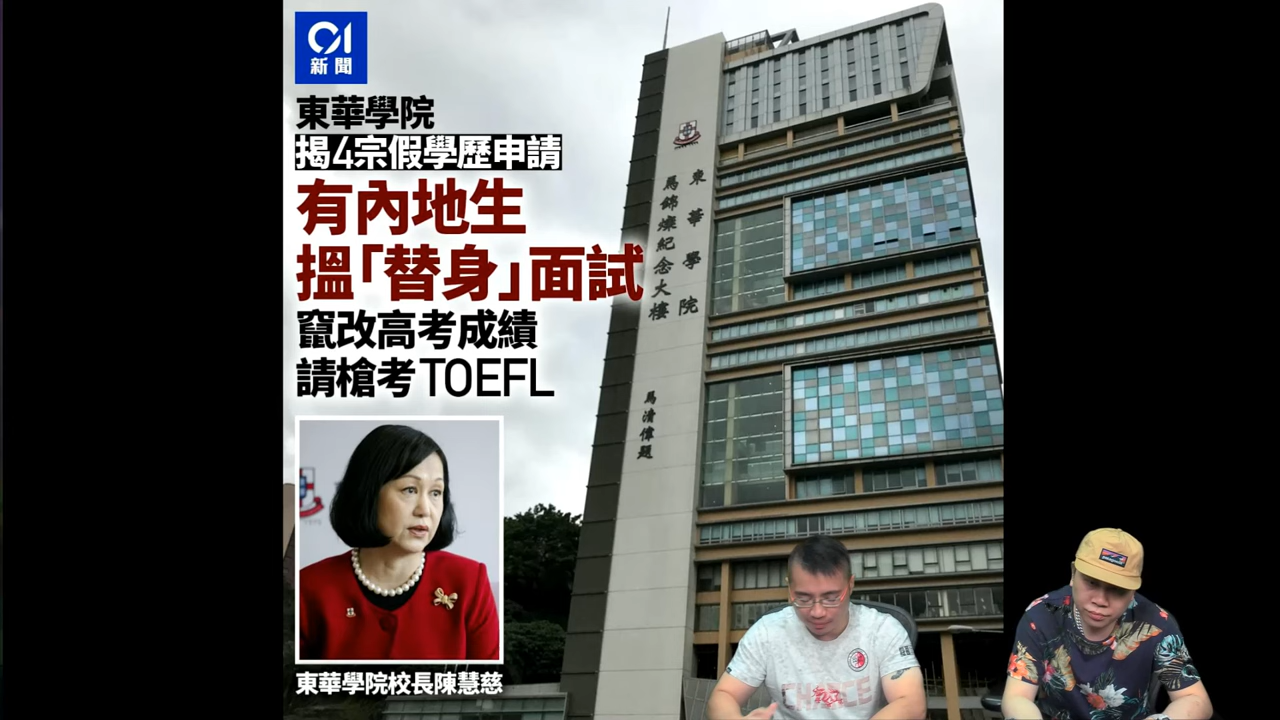 01
新聞
東華學院
揭4宗假學歷申請
有內地生
搵「替身」面試
竄改高考成績
請槍考TOEFL
東華學院校長陳慧慈
東華學院
馬錦燦紀念大樓
馬清偉題
CHANCE